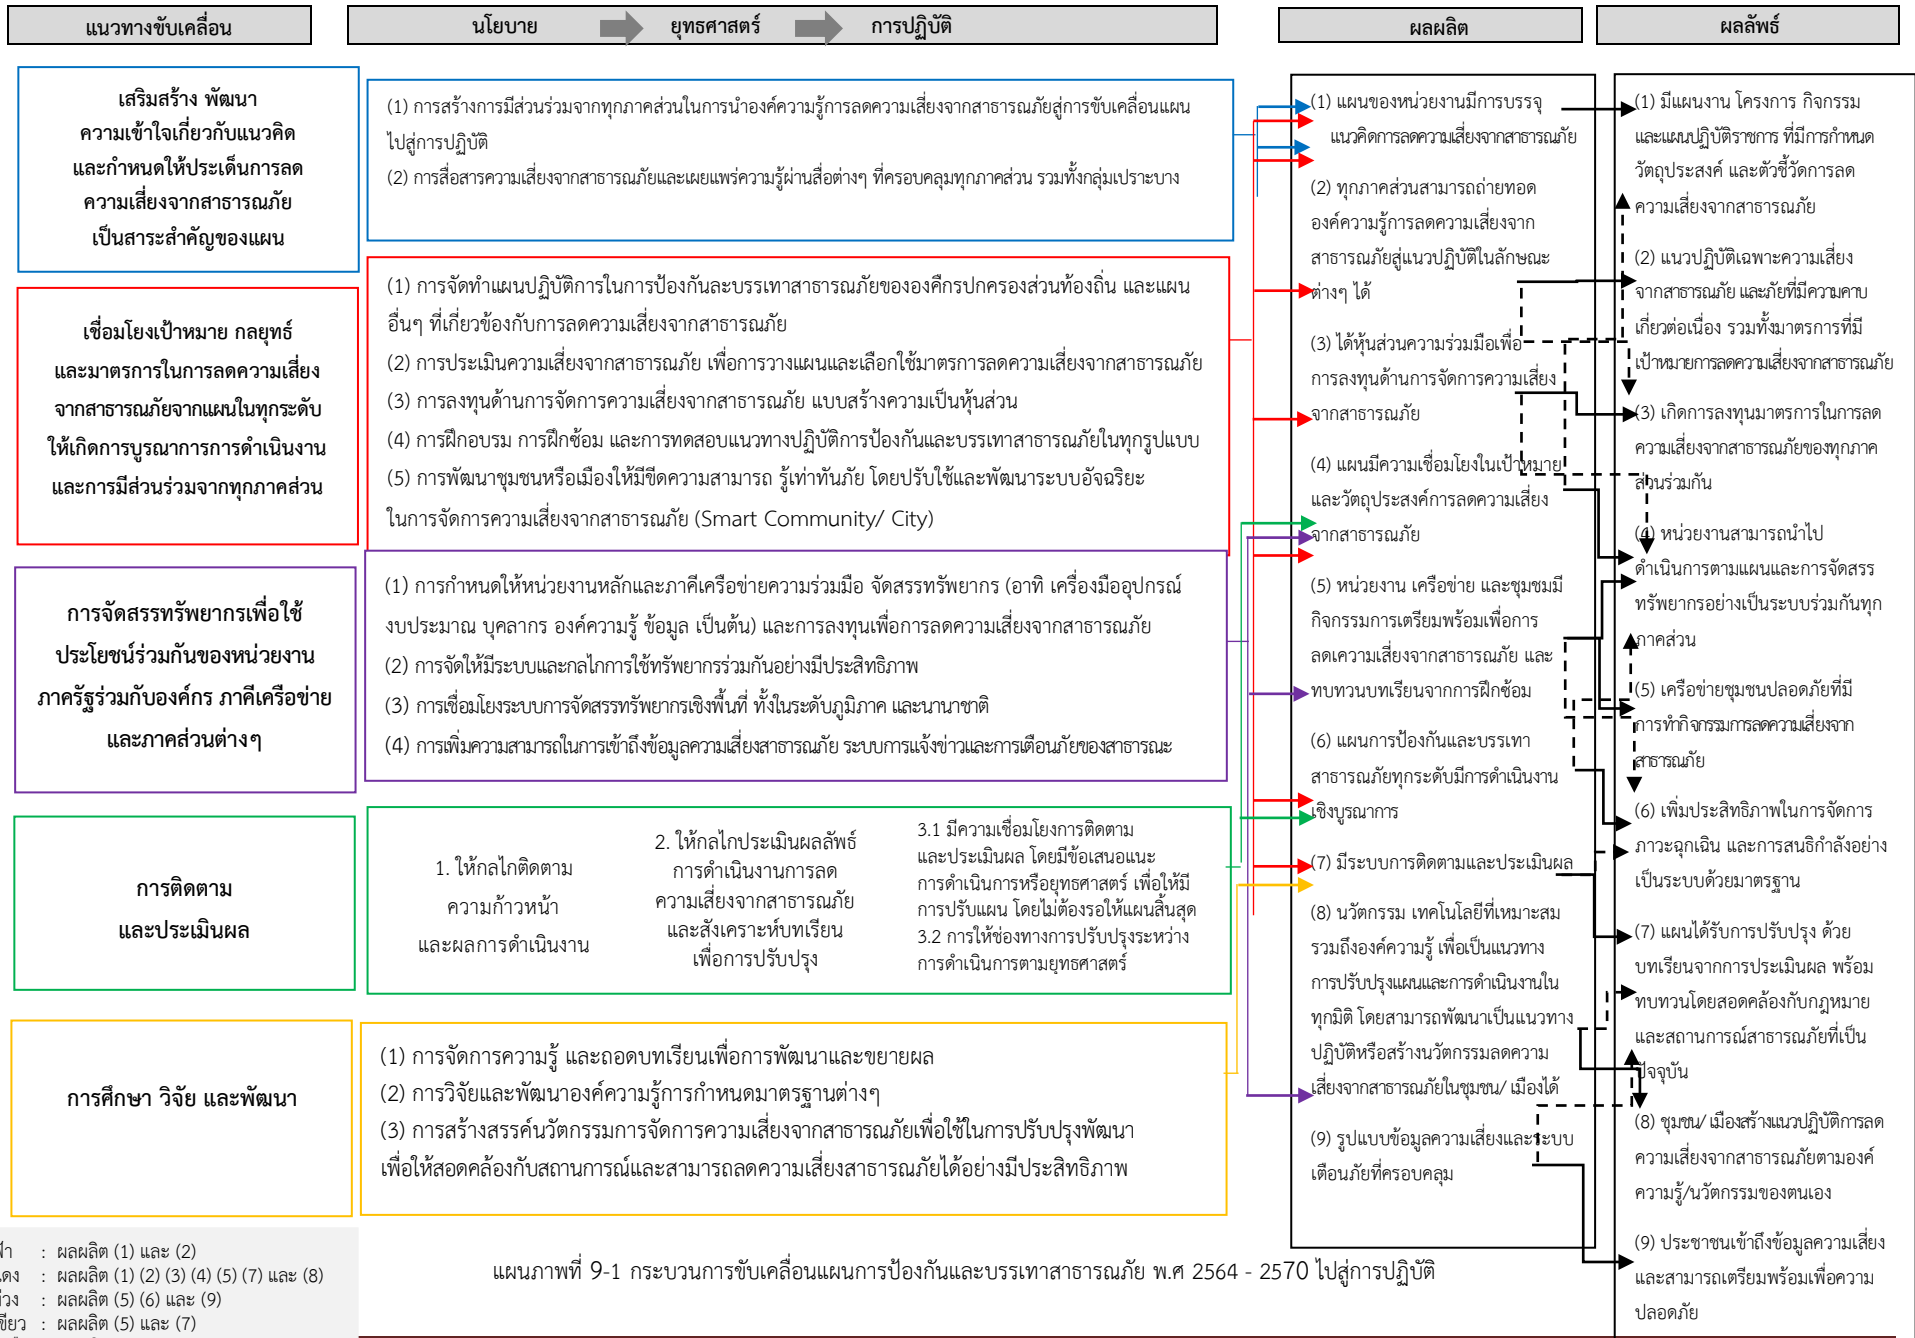 แนวทางขับเคลื่อน
นโยบาย ยุทธศาสตร์ การปฏิบัติ
ผลผลิต
ผลลัพธ์
เสริมสร้าง พัฒนา
ความเข้าใจเกี่ยวกับแนวคิด
และกำหนดให้ประเด็นการลด
ความเสี่ยงจากสาธารณภัย
เป็นสาระสำคัญของแผน
(1) การสร้างการมีส่วนร่วมจากทุกภาคส่วนในการนำองค์ความรู้การลดความเสี่ยงจากสาธารณภัยสู่การขับเคลื่อนแผน
ไปสู่การปฏิบัติ
(2) การสื่อสารความเสี่ยงจากสาธารณภัยและเผยแพร่ความรู้ผ่านสื่อต่างๆ ที่ครอบคลุมทุกภาคส่วน รวมทั้งกลุ่มเปราะบาง
เชื่อมโยงเป้าหมาย กลยุทธ์
และมาตรการในการลดความเสี่ยง
จากสาธารณภัยจากแผนในทุกระดับ
ให้เกิดการบูรณาการการดำเนินงาน
และการมีส่วนร่วมจากทุกภาคส่วน
(1) การจัดทำแผนปฏิบัติการในการป้องกันละบรรเทาสาธารณภัยขององค์กรปกครองส่วนท้องถิ่น และแผน
อื่นๆ ที่เกี่ยวข้องกับการลดความเสี่ยงจากสาธารณภัย
(2) การประเมินความเสี่ยงจากสาธารณภัย เพื่อการวางแผนและเลือกใช้มาตรการลดความเสี่ยงจากสาธารณภัย
(3) การลงทุนด้านการจัดการความเสี่ยงจากสาธารณภัย แบบสร้างความเป็นหุ้นส่วน
(4) การฝึกอบรม การฝึกซ้อม และการทดสอบแนวทางปฏิบัติการป้องกันและบรรเทาสาธารณภัยในทุกรูปแบบ
(5) การพัฒนาชุมชนหรือเมืองให้มีขีดความสามารถ รู้เท่าทันภัย โดยปรับใช้และพัฒนาระบบอัจฉริยะ
ในการจัดการความเสี่ยงจากสาธารณภัย (Smart Community/ City)
การจัดสรรทรัพยากรเพื่อใช้
ประโยชน์ร่วมกันของหน่วยงาน
ภาครัฐร่วมกับองค์กร ภาคีเครือข่าย
และภาคส่วนต่างๆ
(1) การกำหนดให้หน่วยงานหลักและภาคีเครือข่ายความร่วมมือ จัดสรรทรัพยากร (อาทิ เครื่องมืออุปกรณ์
งบประมาณ บุคลากร องค์ความรู้ ข้อมูล เป็นต้น) และการลงทุนเพื่อการลดความเสี่ยงจากสาธารณภัย
(2) การจัดให้มีระบบและกลไกการใช้ทรัพยากรร่วมกันอย่างมีประสิทธิภาพ
(3) การเชื่อมโยงระบบการจัดสรรทรัพยากรเชิงพื้นที่ ทั้งในระดับภูมิภาค และนานาชาติ
(4) การเพิ่มความสามารถในการเข้าถึงข้อมูลความเสี่ยงสาธารณภัย ระบบการแจ้งข่าวและการเตือนภัยของสาธารณะ
การติดตาม
และประเมินผล
1. ให้กลไกติดตาม
ความก้าวหน้า
และผลการดำเนินงาน
2. ให้กลไกประเมินผลลัพธ์
การดำเนินงานการลด
ความเสี่ยงจากสาธารณภัย
และสังเคราะห์บทเรียน
เพื่อการปรับปรุง
3.1 มีความเชื่อมโยงการติดตาม
และประเมินผล โดยมีข้อเสนอแนะ
การดำเนินการหรือยุทธศาสตร์ เพื่อให้มี
การปรับแผน โดยไม่ต้องรอให้แผนสิ้นสุด
3.2 การให้ช่องทางการปรับปรุงระหว่าง
การดำเนินการตามยุทธศาสตร์
การศึกษา วิจัย และพัฒนา
(1) การจัดการความรู้ และถอดบทเรียนเพื่อการพัฒนาและขยายผล
(2) การวิจัยและพัฒนาองค์ความรู้การกำหนดมาตรฐานต่างๆ
(3) การสร้างสรรค์นวัตกรรมการจัดการความเสี่ยงจากสาธารณภัยเพื่อใช้ในการปรับปรุงพัฒนา
เพื่อให้สอดคล้องกับสถานการณ์และสามารถลดความเสี่ยงสาธารณภัยได้อย่างมีประสิทธิภาพ
(1) แผนของหน่วยงานมีการบรรจุ
แนวคิดการลดความเสี่ยงจากสาธารณภัย
(2) ทุกภาคส่วนสามารถถ่ายทอด
องค์ความรู้การลดความเสี่ยงจาก
สาธารณภัยสู่แนวปฏิบัติในลักษณะ
ต่างๆ ได้
(3) ได้หุ้นส่วนความร่วมมือเพื่อ
การลงทุนด้านการจัดการความเสี่ยง
จากสาธารณภัย
(4) แผนมีความเชื่อมโยงในเป้าหมาย
และวัตถุประสงค์การลดความเสี่ยง
จากสาธารณภัย
(5) หน่วยงาน เครือข่าย และชุมชนมี
กิจกรรมการเตรียมพร้อมเพื่อการ
ลดเความเสี่ยงจากสาธารณภัย และ
ทบทวนบทเรียนจากการฝึกซ้อม
(6) แผนการป้องกันและบรรเทา
สาธารณภัยทุกระดับมีการดำเนินงาน
เชิงบูรณาการ
(7) มีระบบการติดตามและประเมินผล
(8) นวัตกรรม เทคโนโลยีที่เหมาะสม
รวมถึงองค์ความรู้ เพื่อเป็นแนวทาง
การปรับปรุงแผนและการดำเนินงานใน
ทุกมิติ โดยสามารถพัฒนาเป็นแนวทาง
ปฏิบัติหรือสร้างนวัตกรรมลดความ
เสี่ยงจากสาธารณภัยในชุมชน/ เมืองได้
(9) รูปแบบข้อมูลความเสี่ยงและระบบ
เตือนภัยที่ครอบคลุม
(1) มีแผนงาน โครงการ กิจกรรม
และแผนปฏิบัติราชการ ที่มีการกำหนด
วัตถุประสงค์ และตัวชี้วัดการลด
ความเสี่ยงจากสาธารณภัย
(2) แนวปฏิบัติเฉพาะความเสี่ยง
จากสาธารณภัย และภัยที่มีความคาบ
เกี่ยวต่อเนื่อง รวมทั้งมาตรการที่มี
เป้าหมายการลดความเสี่ยงจากสาธารณภัย
(3) เกิดการลงทุนมาตรการในการลด
ความเสี่ยงจากสาธารณภัยของทุกภาค
ส่วนร่วมกัน
(4) หน่วยงานสามารถนำไป
ดำเนินการตามแผนและการจัดสรร
ทรัพยากรอย่างเป็นระบบร่วมกันทุก
ภาคส่วน
(5) เครือข่ายชุมชนปลอดภัยที่มี
การทำกิจกรรมการลดความเสี่ยงจาก
สาธารณภัย
(6) เพิ่มประสิทธิภาพในการจัดการ
ภาวะฉุกเฉิน และการสนธิกำลังอย่าง
เป็นระบบด้วยมาตรฐาน
(7) แผนได้รับการปรับปรุง ด้วย
บทเรียนจากการประเมินผล พร้อม
ทบทวนโดยสอดคล้องกับกฎหมาย
และสถานการณ์สาธารณภัยที่เป็น
ปัจจุบัน
(8) ชุมชน/ เมืองสร้างแนวปฏิบัติการลด
ความเสี่ยงจากสาธารณภัยตามองค์
ความรู้/นวัตกรรมของตนเอง
(9) ประชาชนเข้าถึงข้อมูลความเสี่ยง
และสามารถเตรียมพร้อมเพื่อความ
ปลอดภัย
: ผลผลิต (1) และ (2)
: ผลผลิต (1) (2) (3) (4) (5) (7) และ (8)
: ผลผลิต (5) (6) และ (9)
: ผลผลิต (5) และ (7)
แผนภาพที่ 9-1 กระบวนการขับเคลื่อนแผนการป้องกันและบรรเทาสาธารณภัย พ.ศ 2564 - 2570 ไปสู่การปฏิบัติ